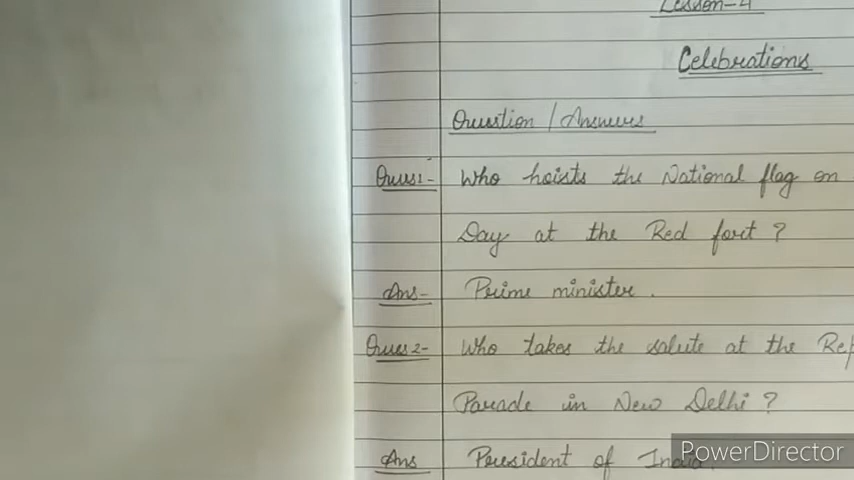 Lesson-4
Celebrations
Question / Answers
Ques1- Who hoists the National flag on
Day at the Red fort ?
Ans- Prime minister.
Ques2- Who takes the salute at the Rep
Parade in New Delhi ?
Ans President of India.
PowerDirector